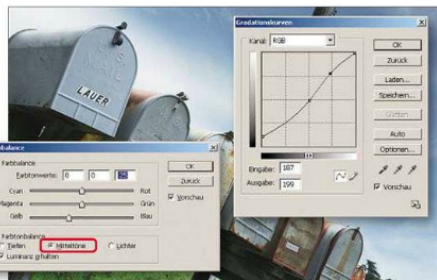 U.S. MAIL
LAUER
Gradationskurven
Kanal: RGB
OK
Zurück
Laden...
Speichern...
Glätten
Auto
Optionen...
Eingabe: 187
Ausgabe: 199
Vorschau
Farbbalance
Farbtonwerte: 0 0
OK
Zurück
Vorschau
Cyan Rot
Magenta Grün
Gelb Blau
Farbtonbalance
Tiefen Mitteltöne Lichter
Luminanz erhalten